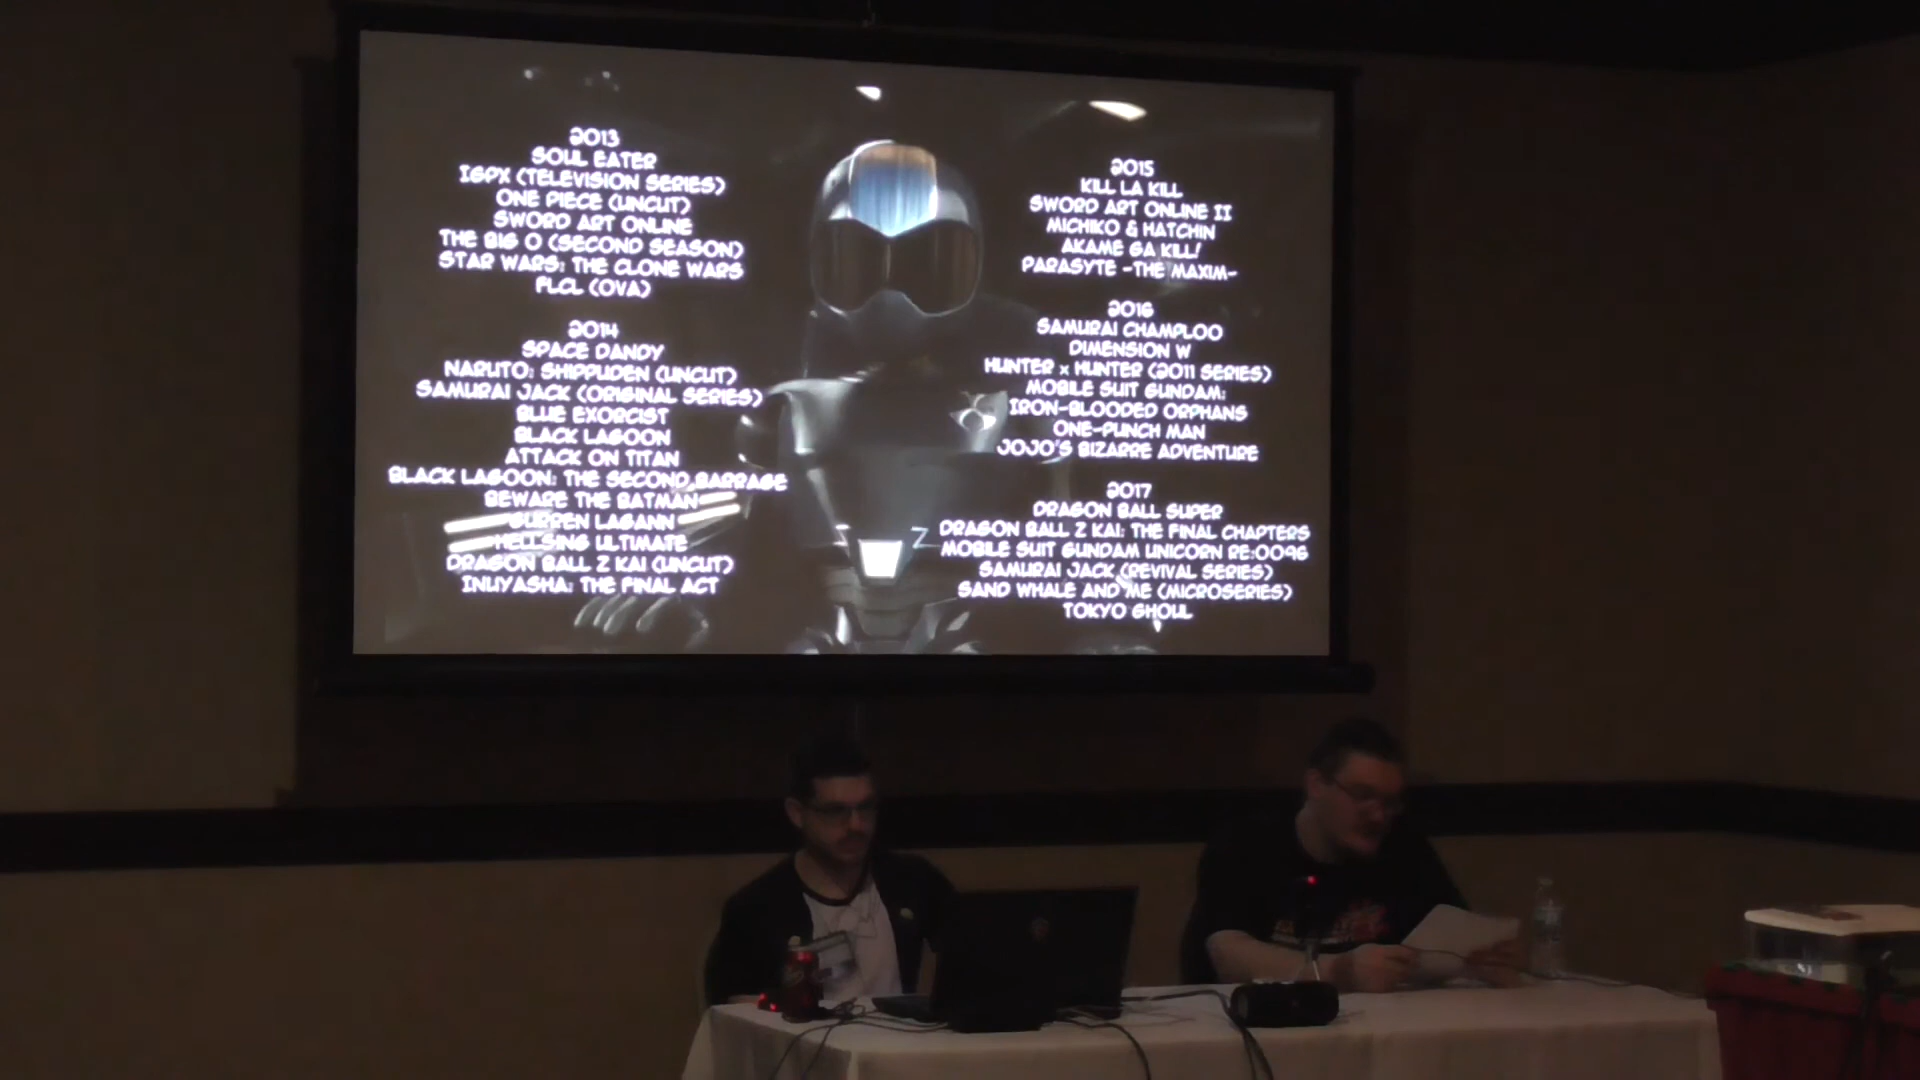 2013
SOUL EATER
IGPX (TELEVISION SERIES)
ONE PIECE (UNCUT)
SWORD ART ONLINE
THE BIG O (SECOND SEASON)
STAR WARS: THE CLONE WARS
FLCL (OVA)
2014
SPACE DANDY
NARUTO: SHIPPUDEN (UNCUT)
SAMURAI JACK (ORIGINAL SERIES)
BLUE EXORCIST
BLACK LAGOON
ATTACK ON TITAN
BLACK LAGOON: THE SECOND BARRAGE
BEWARE THE BATMAN
GURREN LAGANN
HELLSING ULTIMATE
DRAGON BALL Z KAI (UNCUT)
INUYASHA: THE FINAL ACT
2015
KILL LA KILL
SWORD ART ONLINE II
MICHIKO & HATCHIN
AKAME GA KILL!
PARASYTE -THE MAXIM-
2016
SAMURAI CHAMPLOO
DIMENSION W
HUNTER x HUNTER (2011 SERIES)
MOBILE SUIT GUNDAM:
IRON-BLOODED ORPHANS
ONE-PUNCH MAN
JOJO'S BIZARRE ADVENTURE
2017
DRAGON BALL SUPER
DRAGON BALL Z KAI: THE FINAL CHAPTERS
MOBILE SUIT GUNDAM UNICORN RE:0096
SAMURAI JACK (REVIVAL SERIES)
SAND WHALE AND ME (MICROSERIES)
TOKYO GHOUL